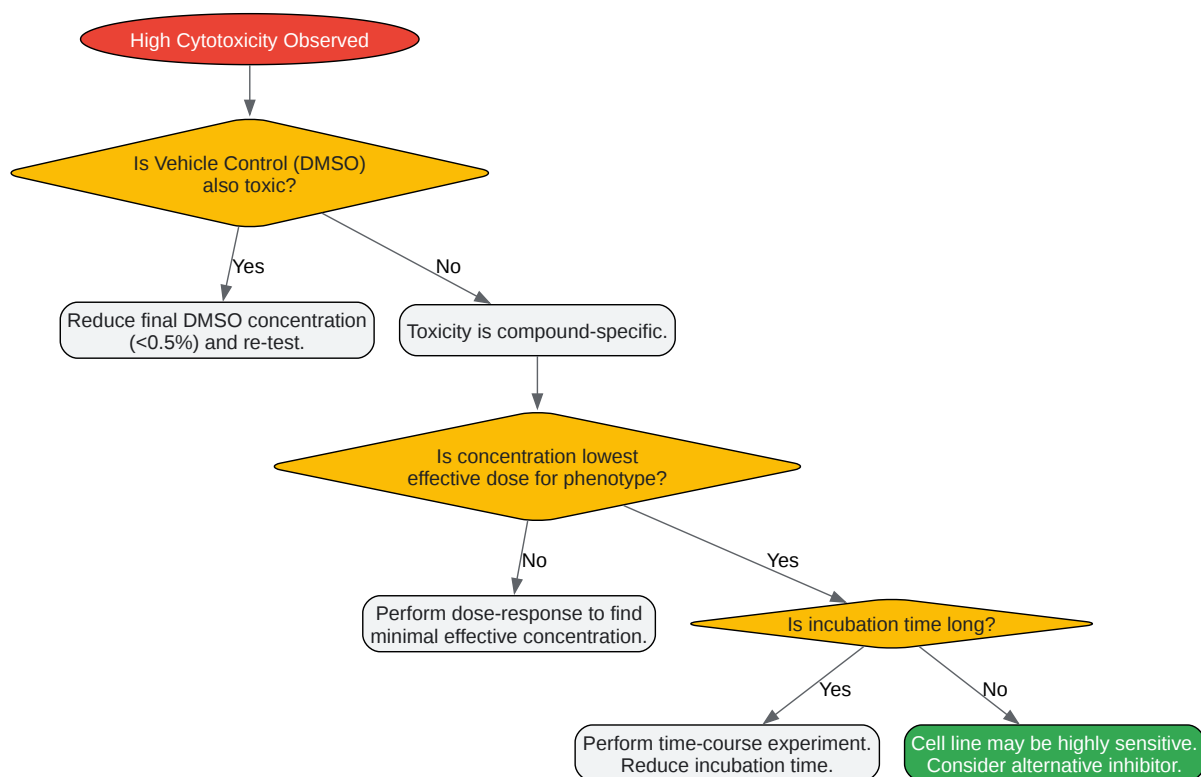 High Cytotoxicity Observed
Is Vehicle Control (DMSO)
also toxic?
Yes
No
Reduce final DMSO concentration
(<0.5%) and re-test.
Toxicity is compound-specific.
Is concentration lowest
effective dose for phenotype?
No
Yes
Perform dose-response to find
minimal effective concentration.
Is incubation time long?
Yes
No
Perform time-course experiment.
Reduce incubation time.
Cell line may be highly sensitive.
Consider alternative inhibitor.